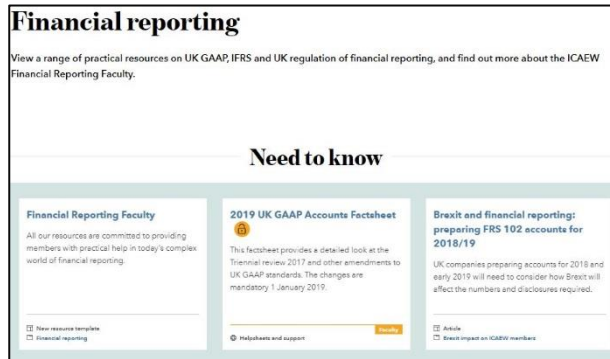 Financial reporting
View a range of practical resources on UK GAAP, IFRS and UK regulation of financial reporting, and find out more about the ICAEW
Financial Reporting Faculty.
Need to know
Financial Reporting Faculty
All our resources are committed to providing
members with practical help in today's complex
world of financial reporting.
New resource template
Financial reporting
2019 UK GAAP Accounts Factsheet
This factsheet provides a detailed look at the
Triennial review 2017 and other amendments to
UK GAAP standards. The changes are
mandatory 1 January 2019.
Faculty
Helpsheets and support
Brexit and financial reporting:
preparing FRS 102 accounts for
2018/19
UK companies preparing accounts for 2018 and
early 2019 will need to consider how Brexit will
affect the numbers and disclosures required.
Article
Brexit impact on ICAEW members